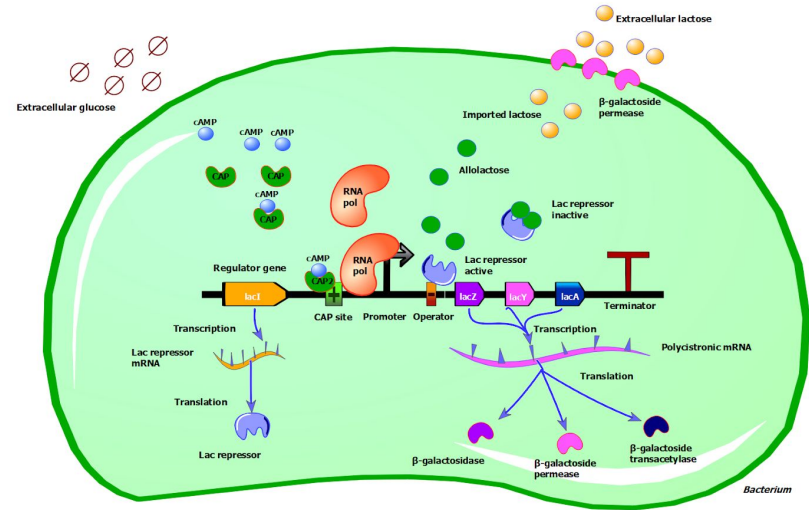 Extracellular lactose
Extracellular glucose
β-galactoside
permease
Imported lactose
cAMP
cAMP
cAMP
CAP
CAP
cAMP
CAP
Allolactose
RNA
pol
Lac repressor
inactive
Regulator gene
cAMP
CAP2
RNA
pol
Lac repressor
active
lacI
lacZ
lacY
lacA
CAP site
Promoter
Operator
Terminator
Transcription
Transcription
Lac repressor
mRNA
Polycistronic mRNA
Translation
Translation
Lac repressor
β-galactosidase
β-galactoside
permease
β-galactoside
transacetylase
Bacterium